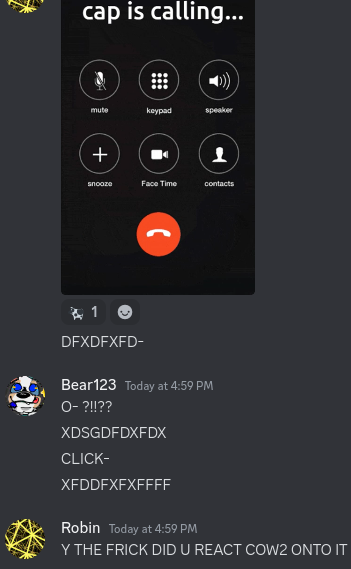 cap is calling...
mute keypad speaker
snooze Face Time contacts
1
DFXDFXFD-
Bear123 Today at 4:59 PM
O- ?!!??
XDSGDFDXFDX
CLICK-
XFDDFXFXFFFF
Robin Today at 4:59 PM
Y THE FRICK DID U REACT COW2 ONTO IT